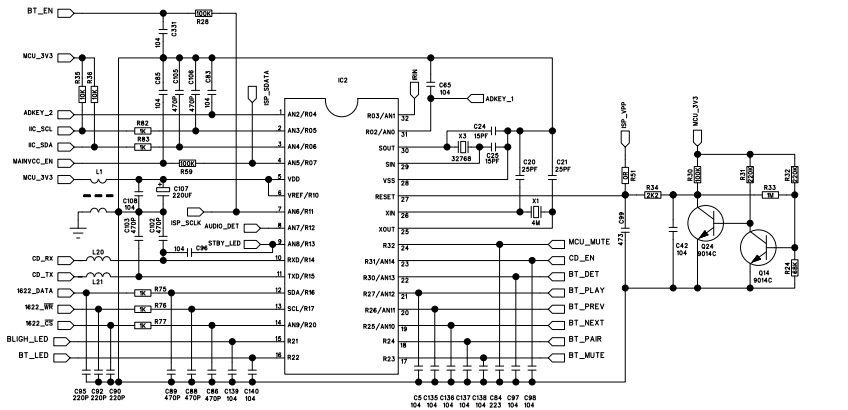 BT_EN
100K
R28
C331
104
MCU_3V3
R35
10K
R36
10K
C85
104
C105
470P
C106
470P
C83
104
ISP_SDATA
IC2
IRIN
C65
104
ADKEY_1
ADKEY_2
IIC_SCL
R82
1K
IIC_SDA
R83
1K
MAINVCC_EN
100K
R59
MCU_3V3
L1
C108
104
C107
220UF
C103
470P
C102
470P
ISP_SCLK
AUDIO_DET
STBY_LED
104
C96
CD_RX
L20
CD_TX
L21
1622_DATA
R75
1K
1622_WR
R76
1K
1622_CS
R77
1K
BLIGH_LED
BT_LED
C95
220P
C92
220P
C90
220P
C89
470P
C88
470P
C86
470P
C139
104
C140
104
1 AN2/R04
2 AN3/R05
3 AN4/R06
4 AN5/R07
5 VDD
6 VREF/R10
7 AN6/R11
8 AN7/R12
9 AN8/R13
10 RXD/R14
11 TXD/R15
12 SDA/R16
13 SCL/R17
14 AN9/R20
15 R21
16 R22
R03/AN1 32
R02/AN0 31
SOUT 30
SIN 29
VSS 28
RESET 27
XIN 26
XOUT 25
R32 24
R31/AN14 23
R30/AN13 22
R27/AN12 21
R26/AN11 20
R25/AN10 19
R24 18
R23 17
X3
32768
C24
15PF
C25
15PF
C20
25PF
C21
25PF
X1
4M
MCU_MUTE
CD_EN
BT_DET
BT_PLAY
BT_PREV
BT_NEXT
BT_PAIR
BT_MUTE
C5
104
C135
104
C136
104
C137
104
C138
104
C84
223
C97
104
C98
104
ISP_VPP
0R
R51
MCU_3V3
R34
2K2
R30
100K
R31
220K
R33
1M
R32
220K
C99
473
C42
104
Q24
9014C
Q14
9014C
R24
68K